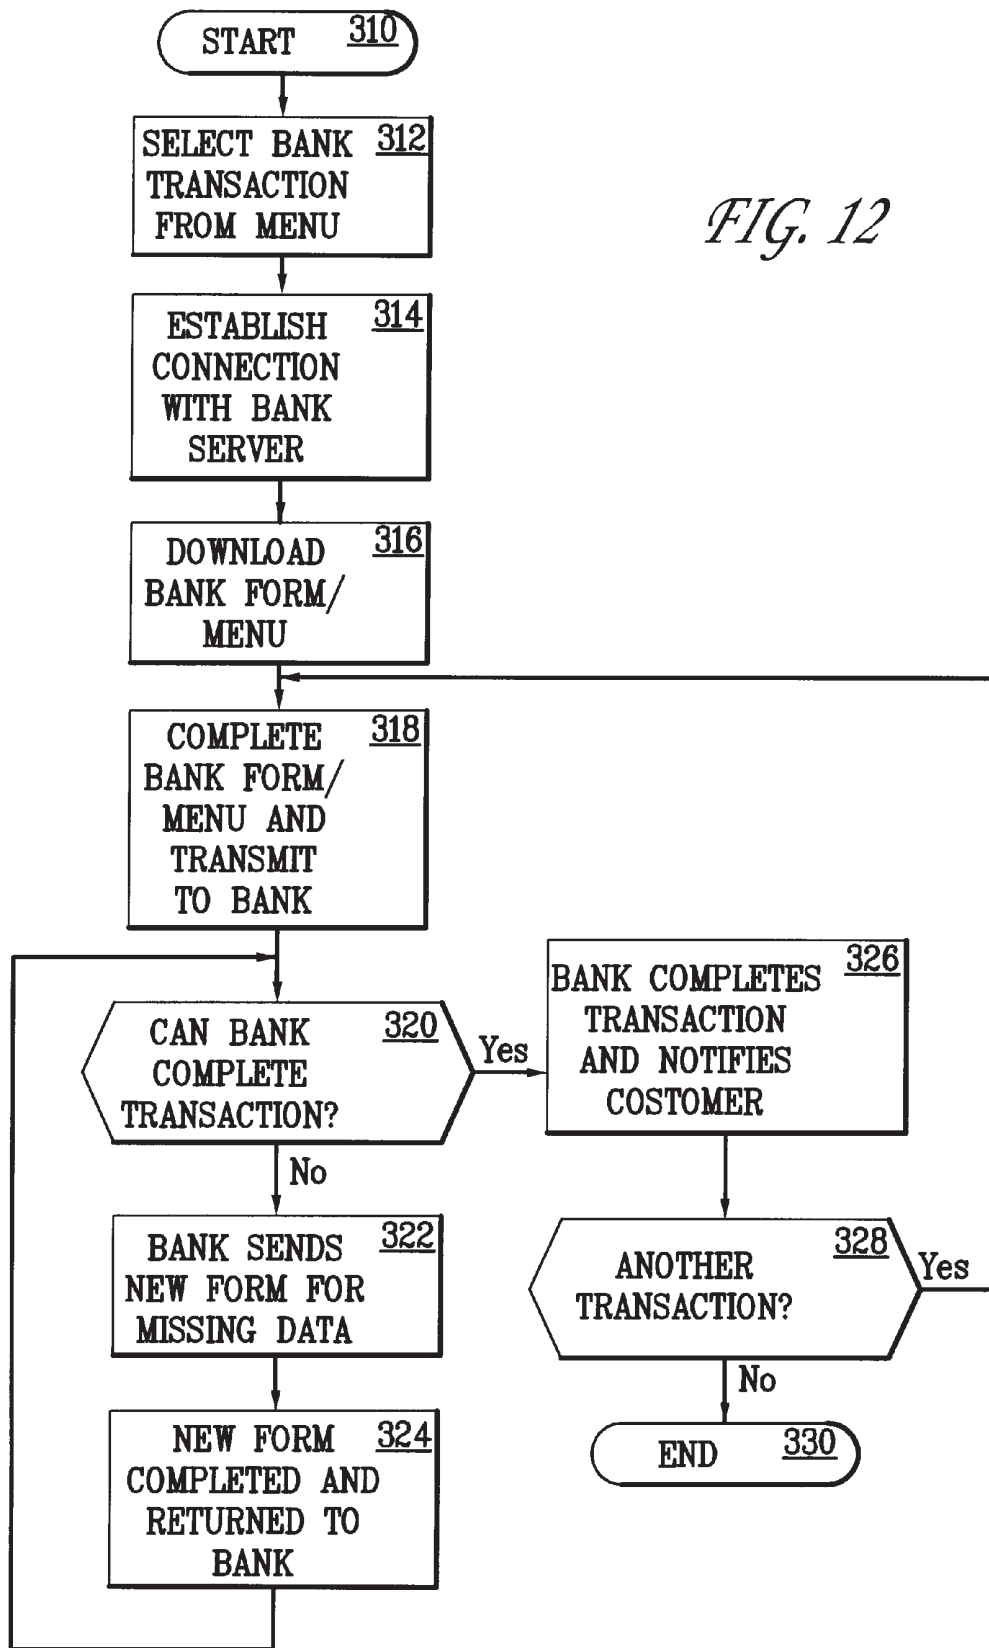 START 310
SELECT BANK 312
TRANSACTION
FROM MENU
FIG. 12
ESTABLISH 314
CONNECTION
WITH BANK
SERVER
DOWNLOAD 316
BANK FORM/
MENU
COMPLETE 318
BANK FORM/
MENU AND
TRANSMIT
TO BANK
CAN BANK 320
COMPLETE
TRANSACTION?
Yes
No
BANK COMPLETES 326
TRANSACTION
AND NOTIFIES
COSTOMER
BANK SENDS 322
NEW FORM FOR
MISSING DATA
NEW FORM 324
COMPLETED AND
RETURNED TO
BANK
ANOTHER 328
TRANSACTION?
Yes
No
END 330